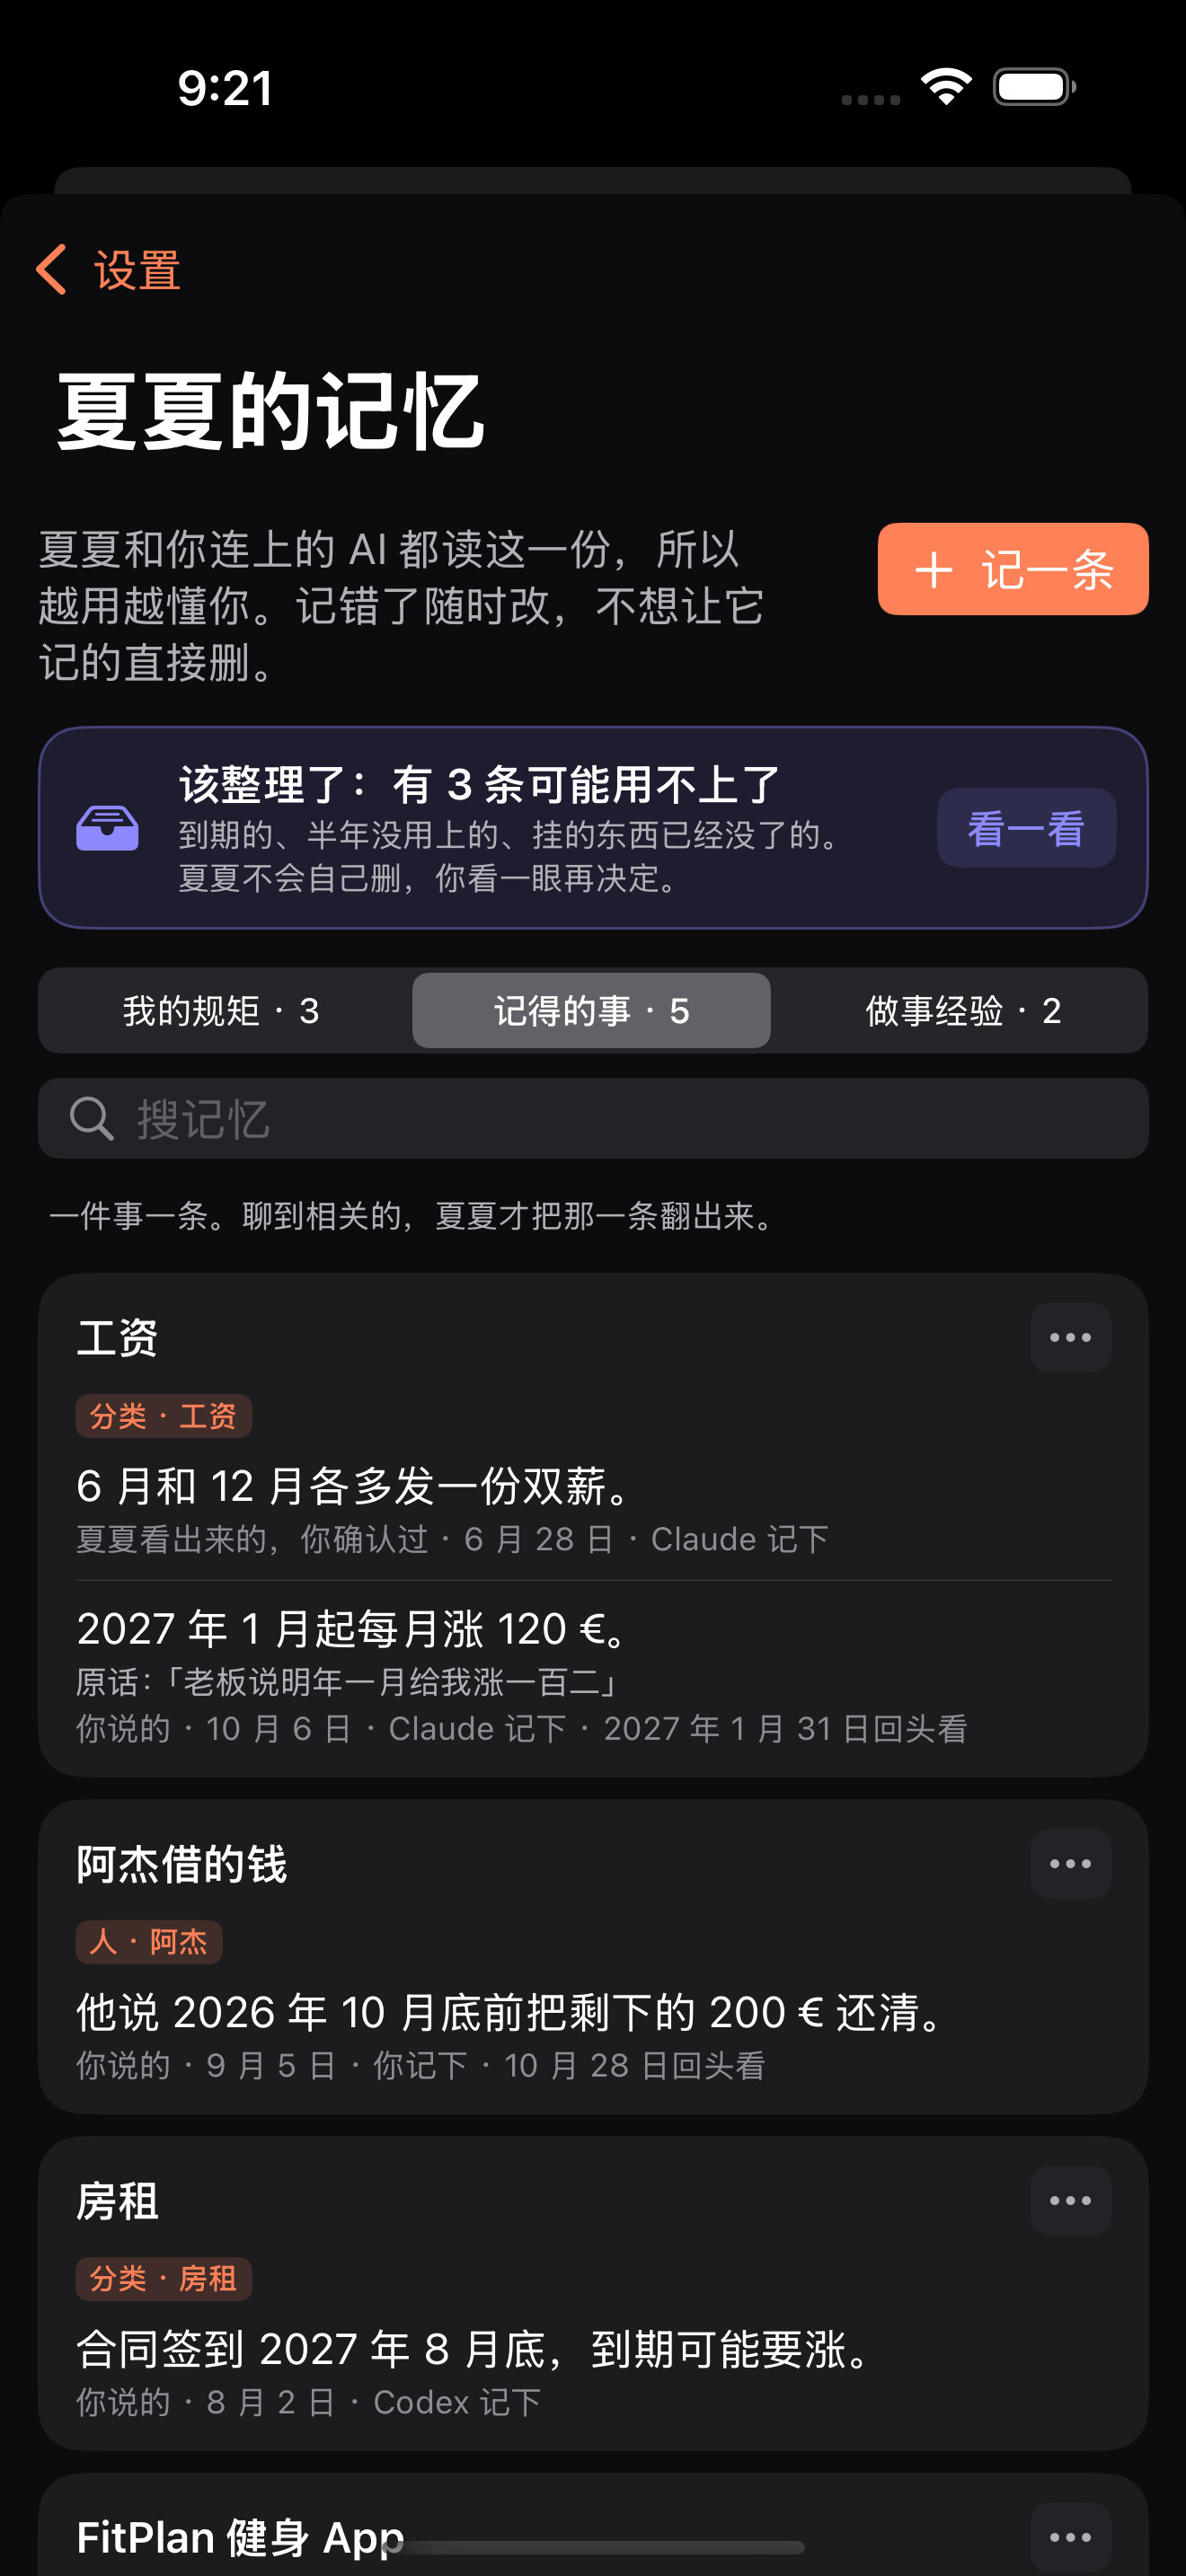 9:21
设置
夏夏的记忆
夏夏和你连上的 AI 都读这一份，所以
越用越懂你。记错了随时改，不想让它
记的直接删。
+ 记一条
该整理了：有 3 条可能用不上了
到期的、半年没用上的、挂的东西已经没了的。
夏夏不会自己删，你看一眼再决定。
看一看
我的规矩 · 3
记得的事 · 5
做事经验 · 2
搜记忆
一件事一条。聊到相关的，夏夏才把那一条翻出来。
工资
分类 · 工资
6 月和 12 月各多发一份双薪。
夏夏看出来的，你确认过 · 6 月 28 日 · Claude 记下
2027 年 1 月起每月涨 120 €。
原话：「老板说明年一月给我涨一百二」
你说的 · 10 月 6 日 · Claude 记下 · 2027 年 1 月 31 日回头看
阿杰借的钱
人 · 阿杰
他说 2026 年 10 月底前把剩下的 200 € 还清。
你说的 · 9 月 5 日 · 你记下 · 10 月 28 日回头看
房租
分类 · 房租
合同签到 2027 年 8 月底，到期可能要涨。
你说的 · 8 月 2 日 · Codex 记下
FitPlan 健身 App